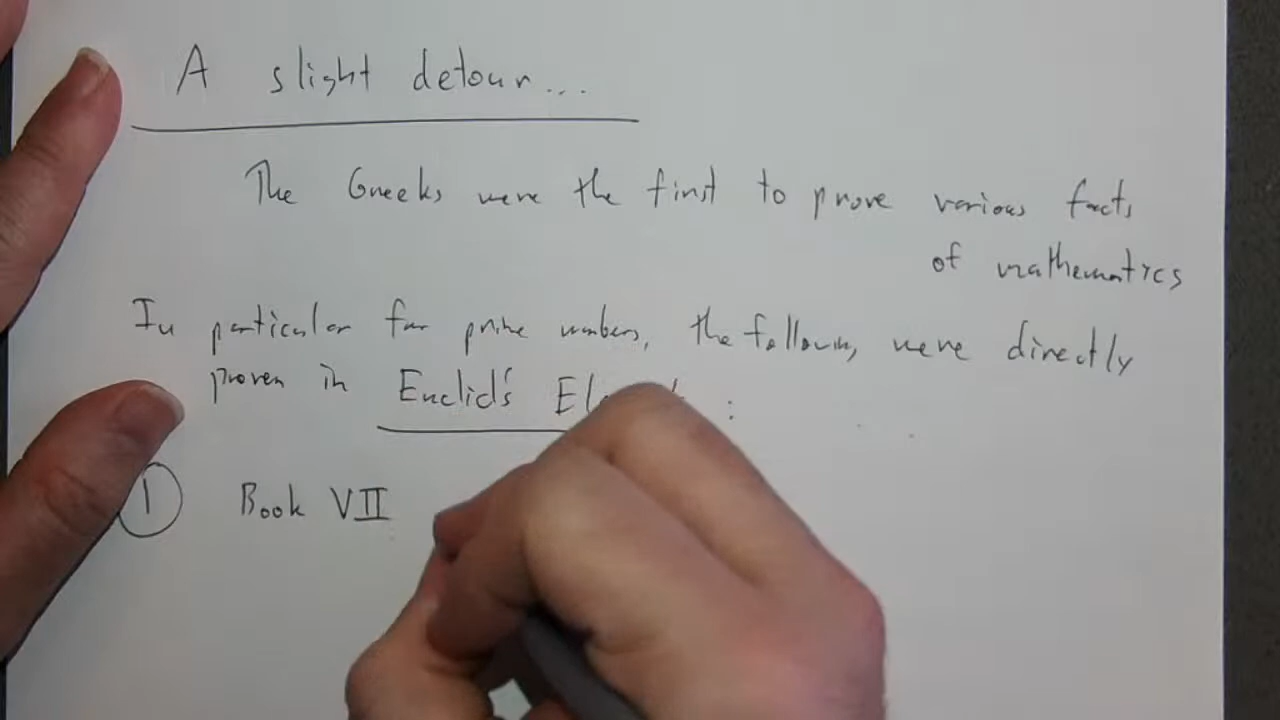 A slight detour...
The Greeks were the first to prove various facts
of mathematics
In particular for prime numbers, the following were directly
proven in Euclid's :
1 Book VII